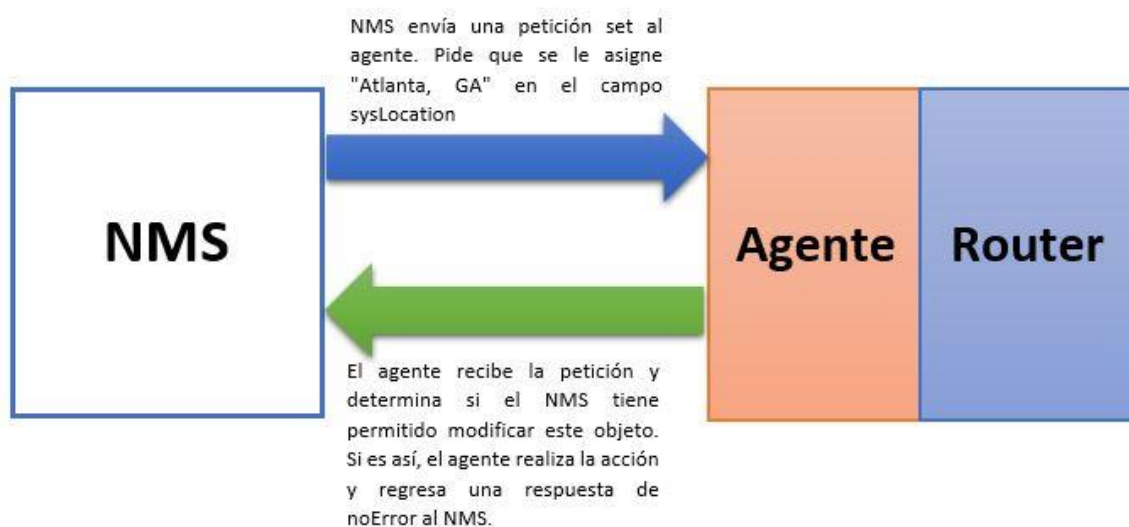 NMS envía una petición set al
agente. Pide que se le asigne
"Atlanta, GA" en el campo
sysLocation
NMS
Agente
Router
El agente recibe la petición y
determina si el NMS tiene
permitido modificar este objeto.
Si es así, el agente realiza la acción
y regresa una respuesta de
noError al NMS.